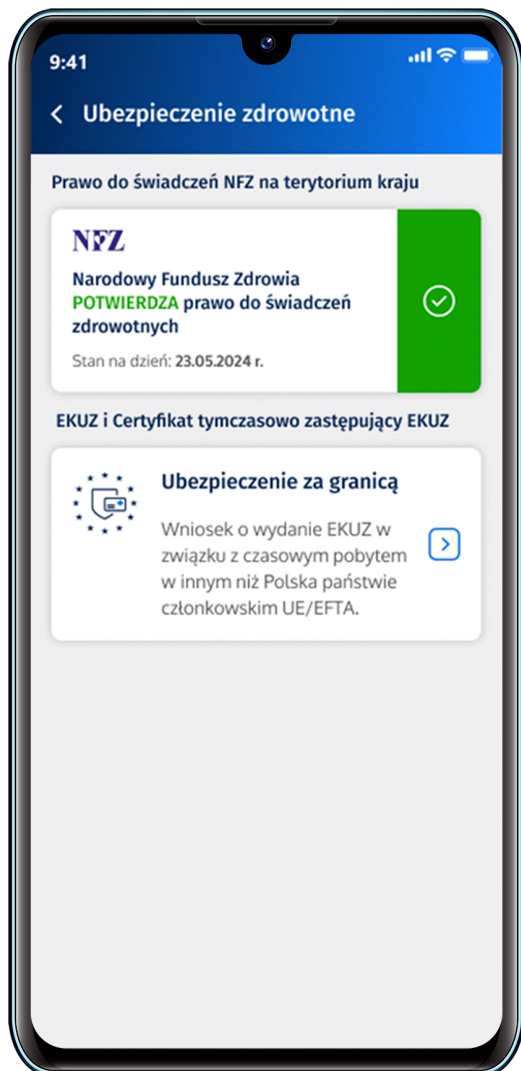 9:41
Ubezpieczenie zdrowotne
Prawo do świadczeń NFZ na terytorium kraju
NFZ
Narodowy Fundusz Zdrowia
POTWIERDZA prawo do świadczeń
zdrowotnych
Stan na dzień: 23.05.2024 r.
EKUZ i Certyfikat tymczasowo zastępujący EKUZ
Ubezpieczenie za granicą
Wniosek o wydanie EKUZ w
związku z czasowym pobytem
w innym niż Polska państwie
członkowskim UE/EFTA.